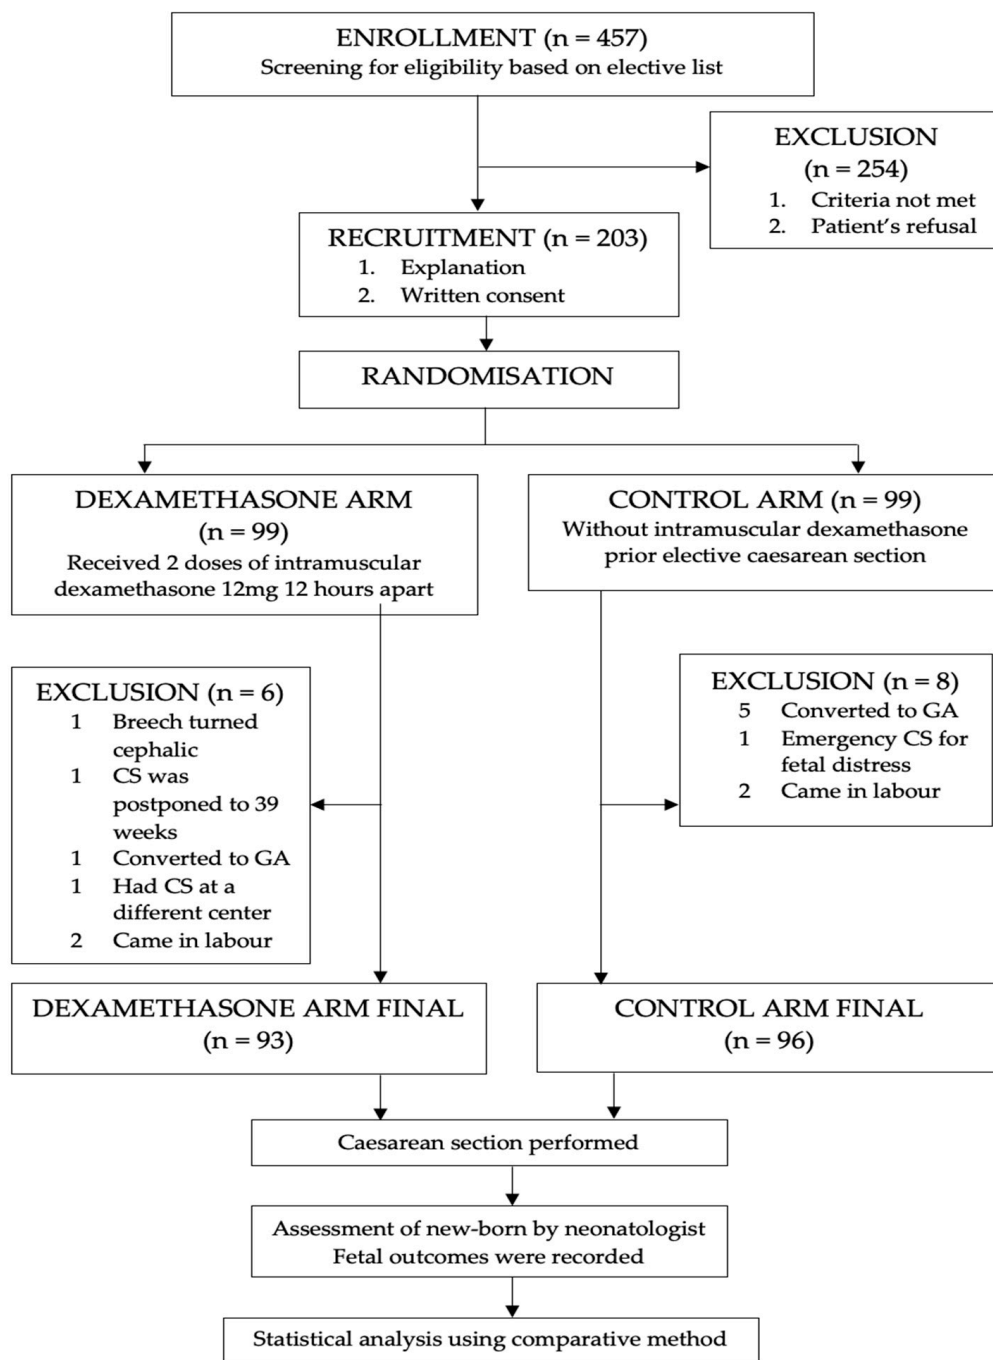 ENROLLMENT (n = 457)
Screening for eligibility based on elective list
EXCLUSION
(n = 254)
1. Criteria not met
2. Patient's refusal
RECRUITMENT (n = 203)
1. Explanation
2. Written consent
RANDOMISATION
DEXAMETHASONE ARM
(n = 99)
Received 2 doses of intramuscular
dexamethasone 12mg 12 hours apart
CONTROL ARM (n = 99)
Without intramuscular dexamethasone
prior elective caesarean section
EXCLUSION (n = 6)
1 Breech turned
cephalic
1 CS was
postponed to 39
weeks
1 Converted to GA
1 Had CS at a
different center
2 Came in labour
EXCLUSION (n = 8)
5 Converted to GA
1 Emergency CS for
fetal distress
2 Came in labour
DEXAMETHASONE ARM FINAL
(n = 93)
CONTROL ARM FINAL
(n = 96)
Caesarean section performed
Assessment of new-born by neonatologist
Fetal outcomes were recorded
Statistical analysis using comparative method